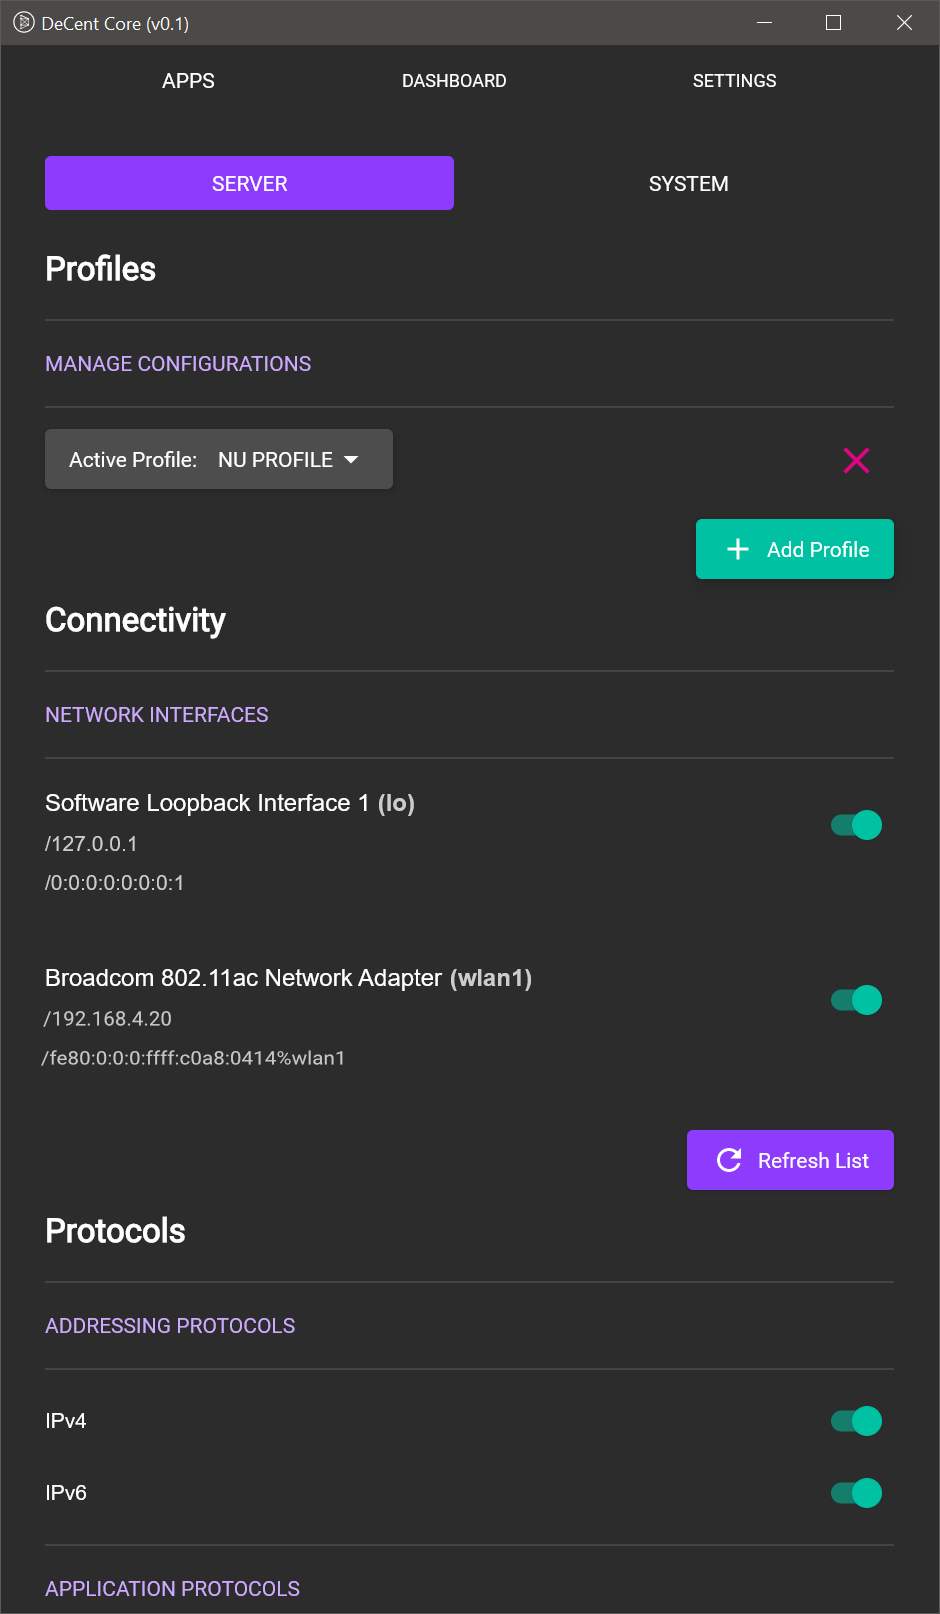 DeCent Core (v0.1)
APPS DASHBOARD SETTINGS
SERVER SYSTEM
Profiles
MANAGE CONFIGURATIONS
Active Profile: NU PROFILE
Add Profile
Connectivity
NETWORK INTERFACES
Software Loopback Interface 1 (lo)
/127.0.0.1
/0:0:0:0:0:0:0:1
Broadcom 802.11ac Network Adapter (wlan1)
/192.168.4.20
/fe80:0:0:0:ffff:c0a8:0414%wlan1
Refresh List
Protocols
ADDRESSING PROTOCOLS
IPv4
IPv6
APPLICATION PROTOCOLS